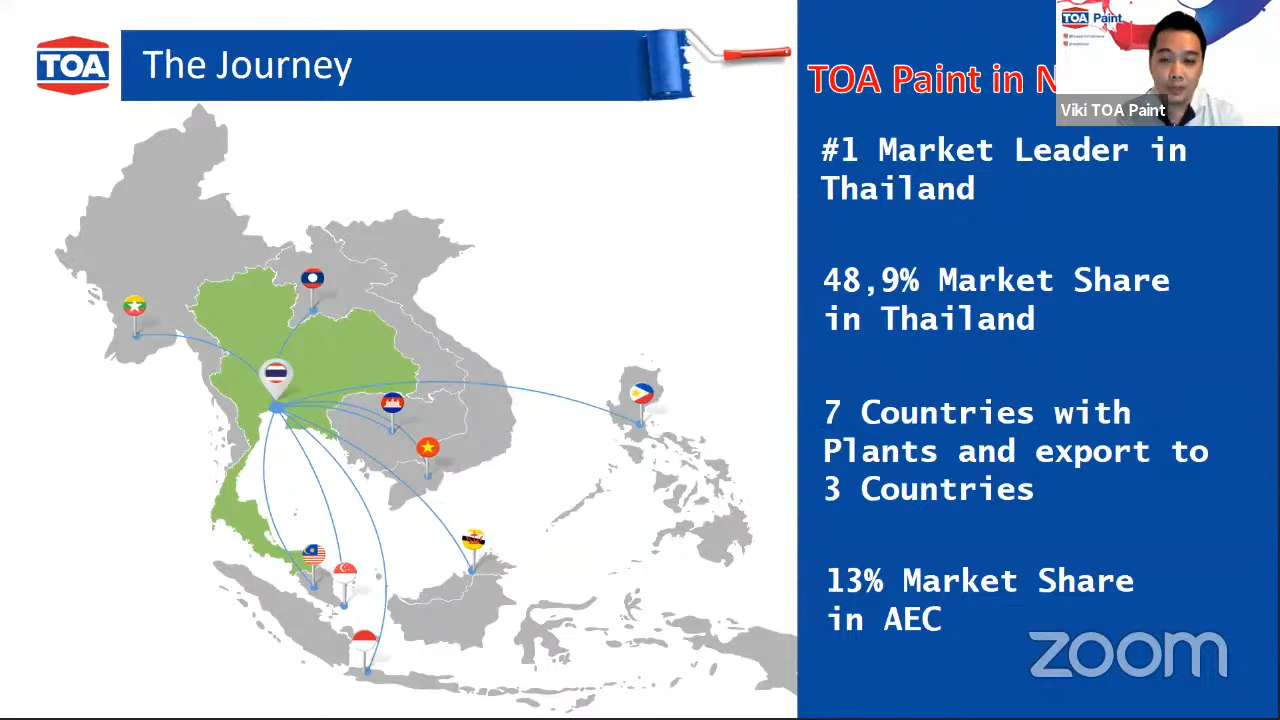 TOA
The Journey
TOA Paint in N
TOA Paint
Viki TOA Paint
#1 Market Leader in
Thailand
48,9% Market Share
in Thailand
7 Countries with
Plants and export to
3 Countries
13% Market Share
in AEC
zoom